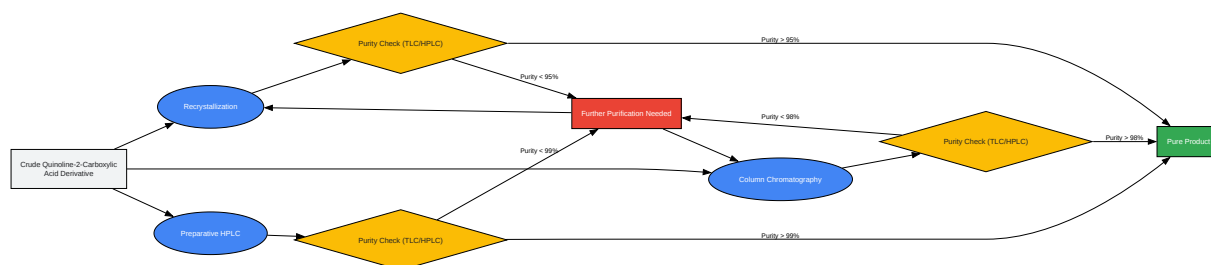 Purity Check (TLC/HPLC)
Purity > 95%
Purity < 95%
Recrystallization
Further Purification Needed
Purity < 98%
Purity Check (TLC/HPLC)
Purity > 98%
Pure Product
Crude Quinoline-2-Carboxylic
Acid Derivative
Purity < 99%
Column Chromatography
Preparative HPLC
Purity Check (TLC/HPLC)
Purity > 99%